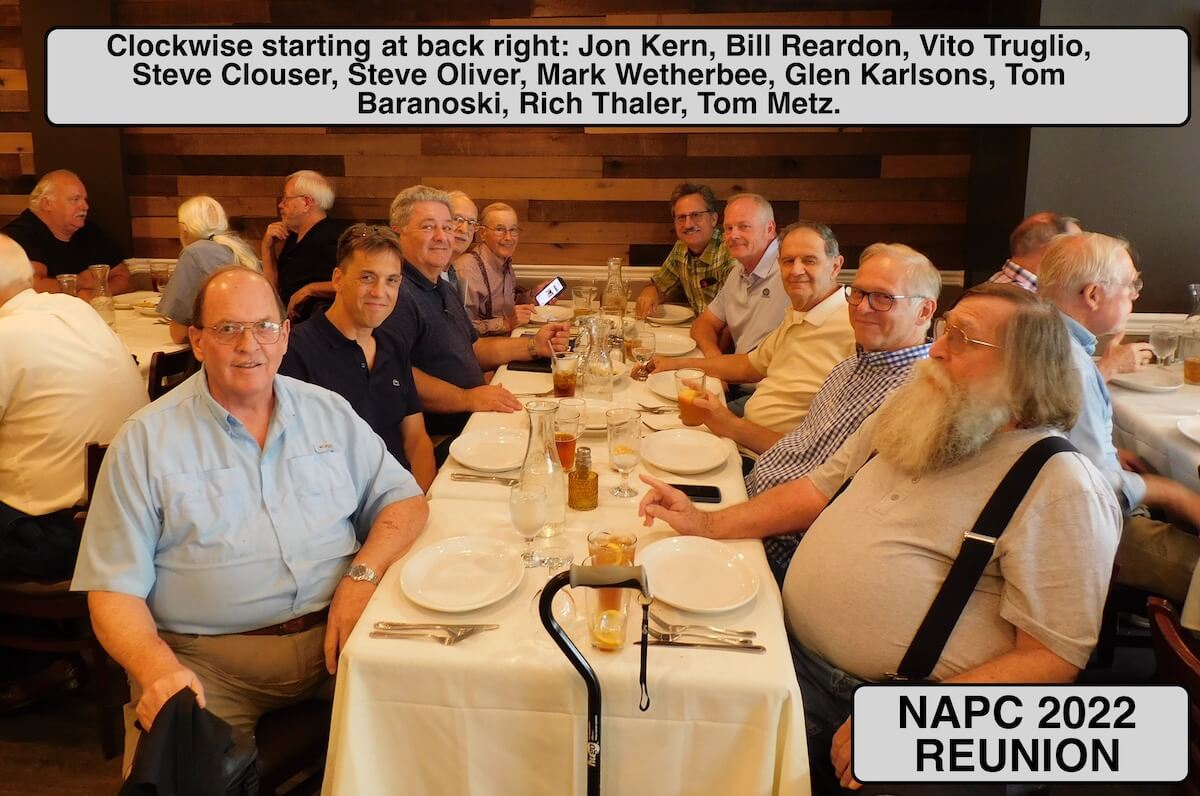 Clockwise starting at back right: Jon Kern, Bill Reardon, Vito Truglio,
Steve Clouser, Steve Oliver, Mark Wetherbee, Glen Karlsons, Tom
Baranoski, Rich Thaler, Tom Metz.
NAPC 2022
REUNION